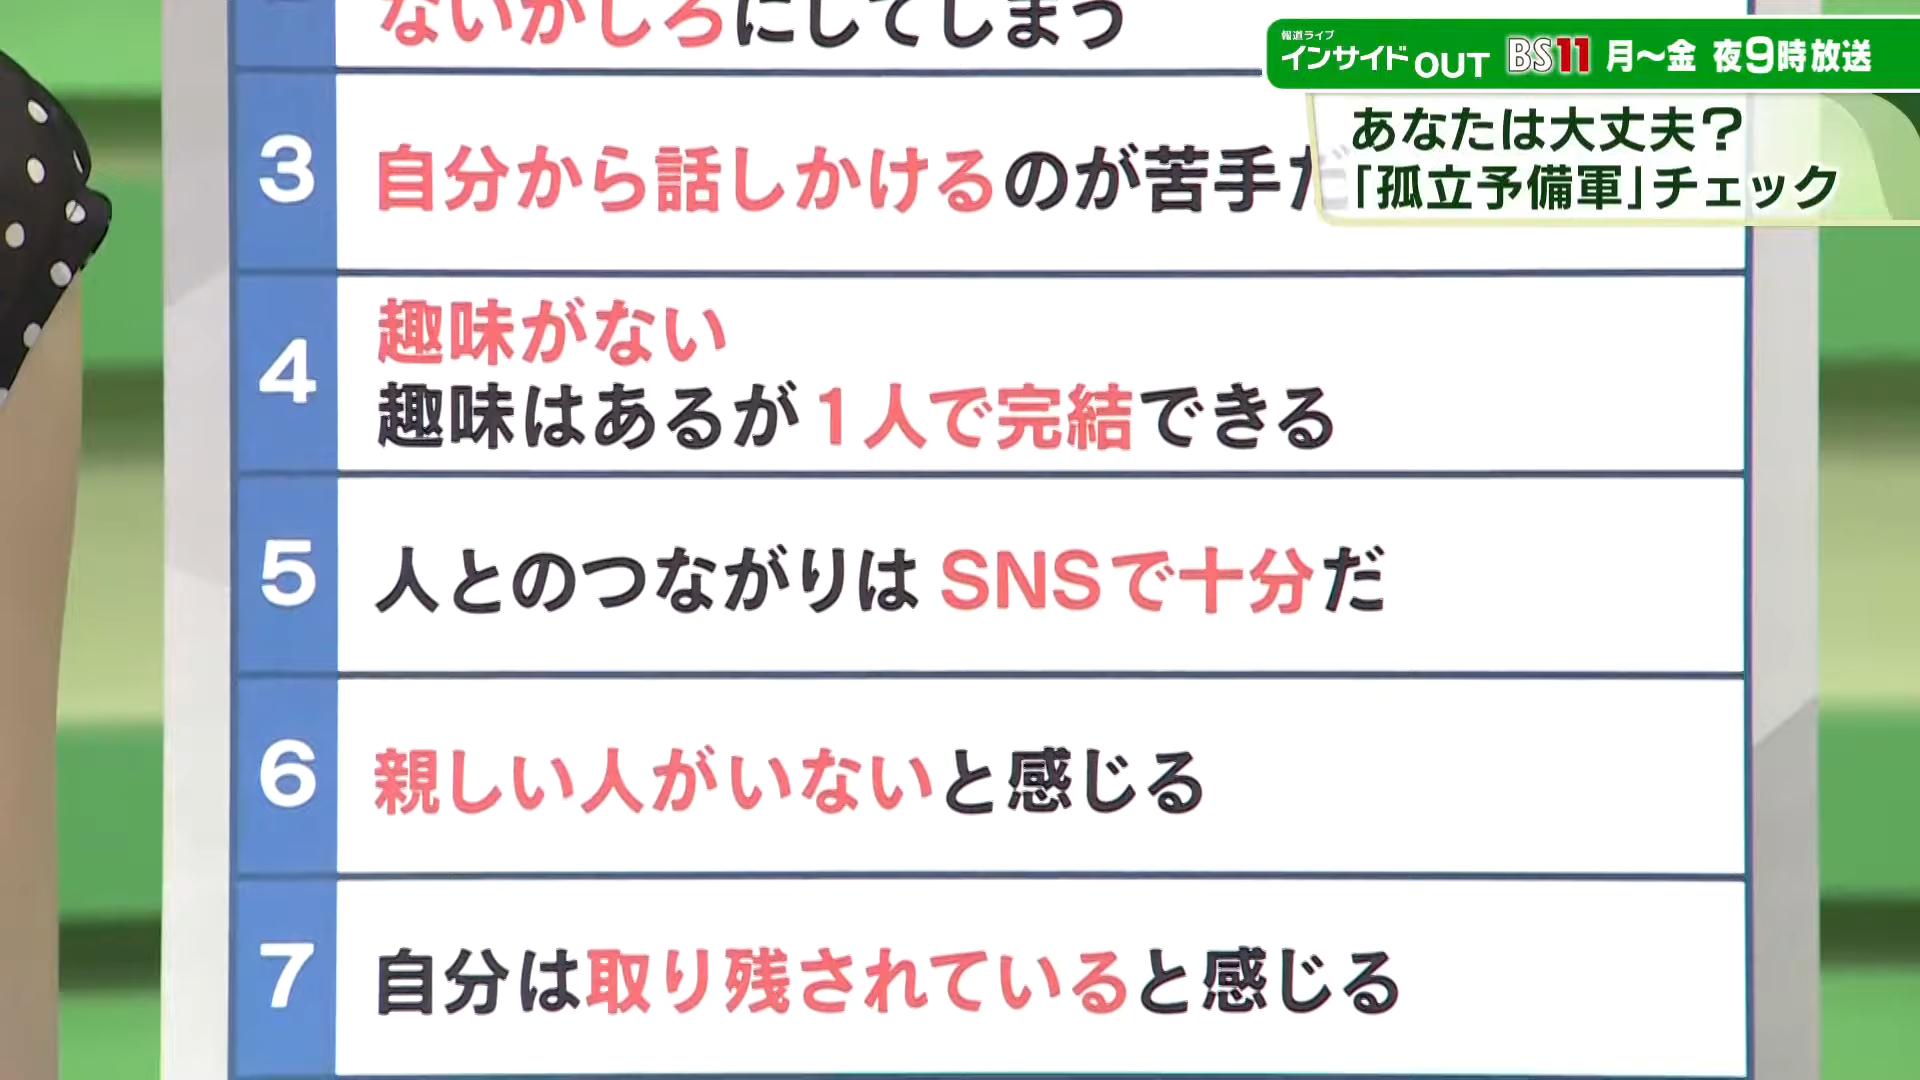 ないがしろにしてしまう
報道ライブ
インサイドOUT BS11 月～金 夜9時放送
あなたは大丈夫？
「孤立予備軍」チェック
3 自分から話しかけるのが苦手だ
4 趣味がない
趣味はあるが1人で完結できる
5 人とのつながりはSNSで十分だ
6 親しい人がいないと感じる
7 自分は取り残されていると感じる